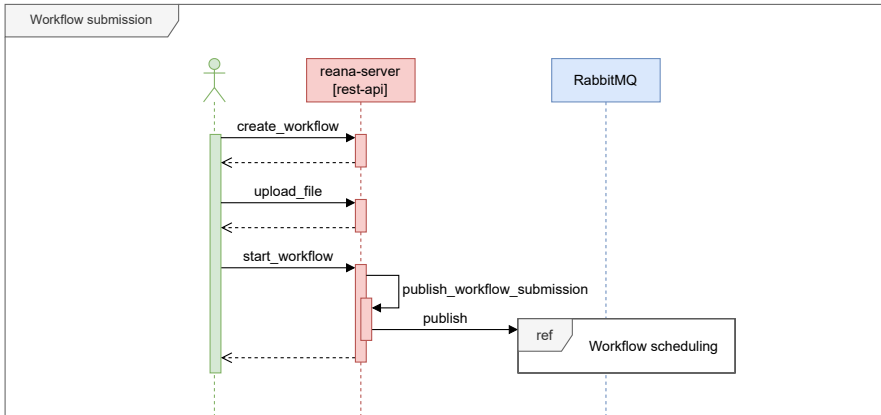 Workflow submission
reana-server
[rest-api]
RabbitMQ
create_workflow
upload_file
start_workflow
publish_workflow_submission
publish
ref
Workflow scheduling